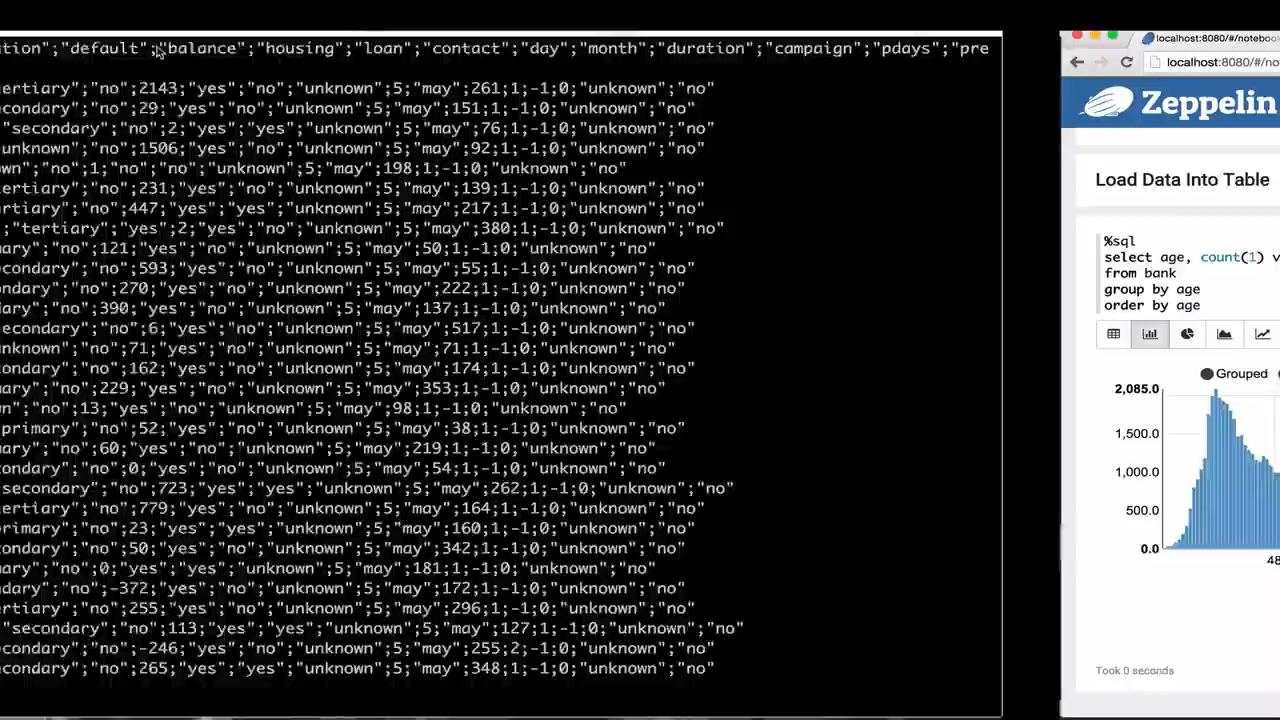 tion";"default";"balance";"housing";"loan";"contact";"day";"month";"duration";"campaign";"pdays";"pre
ertiary";"no";2143;"yes";"no";"unknown";5;"may";261;1;-1;0;"unknown";"no"
econdary";"no";29;"yes";"no";"unknown";5;"may";151;1;-1;0;"unknown";"no"
"secondary";"no";2;"yes";"yes";"unknown";5;"may";76;1;-1;0;"unknown";"no"
unknown";"no";1506;"yes";"no";"unknown";5;"may";92;1;-1;0;"unknown";"no"
wn";"no";1;"no";"no";"unknown";5;"may";198;1;-1;0;"unknown";"no"
ertiary";"no";231;"yes";"no";"unknown";5;"may";139;1;-1;0;"unknown";"no"
ertiary";"no";447;"yes";"yes";"unknown";5;"may";217;1;-1;0;"unknown";"no"
;"tertiary";"yes";2;"yes";"no";"unknown";5;"may";380;1;-1;0;"unknown";"no"
ary";"no";121;"yes";"no";"unknown";5;"may";50;1;-1;0;"unknown";"no"
econdary";"no";593;"yes";"no";"unknown";5;"may";55;1;-1;0;"unknown";"no"
ondary";"no";270;"yes";"no";"unknown";5;"may";222;1;-1;0;"unknown";"no"
dary";"no";390;"yes";"no";"unknown";5;"may";137;1;-1;0;"unknown";"no"
secondary";"no";6;"yes";"no";"unknown";5;"may";517;1;-1;0;"unknown";"no"
nknown";"no";71;"yes";"no";"unknown";5;"may";71;1;-1;0;"unknown";"no"
condary";"no";162;"yes";"no";"unknown";5;"may";174;1;-1;0;"unknown";"no"
ary";"no";229;"yes";"no";"unknown";5;"may";353;1;-1;0;"unknown";"no"
n";"no";13;"yes";"no";"unknown";5;"may";98;1;-1;0;"unknown";"no"
primary";"no";52;"yes";"no";"unknown";5;"may";38;1;-1;0;"unknown";"no"
ary";"no";60;"yes";"no";"unknown";5;"may";219;1;-1;0;"unknown";"no"
condary";"no";0;"yes";"no";"unknown";5;"may";54;1;-1;0;"unknown";"no"
secondary";"no";723;"yes";"yes";"unknown";5;"may";262;1;-1;0;"unknown";"no"
tertiary";"no";779;"yes";"no";"unknown";5;"may";164;1;-1;0;"unknown";"no"
primary";"no";23;"yes";"yes";"unknown";5;"may";160;1;-1;0;"unknown";"no"
condary";"no";50;"yes";"no";"unknown";5;"may";342;1;-1;0;"unknown";"no"
ary";"no";0;"yes";"yes";"unknown";5;"may";181;1;-1;0;"unknown";"no"
ndary";"no";-372;"yes";"no";"unknown";5;"may";172;1;-1;0;"unknown";"no"
ertiary";"no";255;"yes";"no";"unknown";5;"may";296;1;-1;0;"unknown";"no"
"secondary";"no";113;"yes";"yes";"unknown";5;"may";127;1;-1;0;"unknown";"no"
condary";"no";-246;"yes";"no";"unknown";5;"may";255;2;-1;0;"unknown";"no"
econdary";"no";265;"yes";"yes";"unknown";5;"may";348;1;-1;0;"unknown";"no"
localhost:8080/#/notebook
localhost:8080/#/no
Zeppelin
Load Data Into Table
%sql
select age, count(1) v
from bank
group by age
order by age
Grouped
2,085.0
1,500.0
1,000.0
500.0
0.0
48
Took 0 seconds